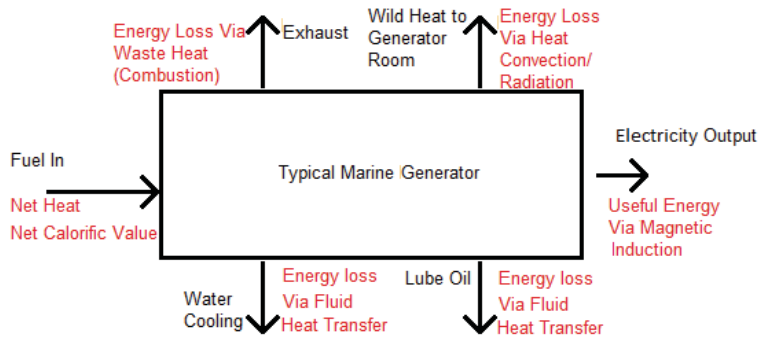 Energy Loss Via
Waste Heat
(Combustion)
Exhaust
Wild Heat to
Generator
Room
Energy Loss
Via Heat
Convection/
Radiation
Fuel In
Net Heat
Net Calorific Value
Typical Marine Generator
Electricity Output
Useful Energy
Via Magnetic
Induction
Water
Cooling
Energy loss
Via Fluid
Heat Transfer
Lube Oil
Energy loss
Via Fluid
Heat Transfer